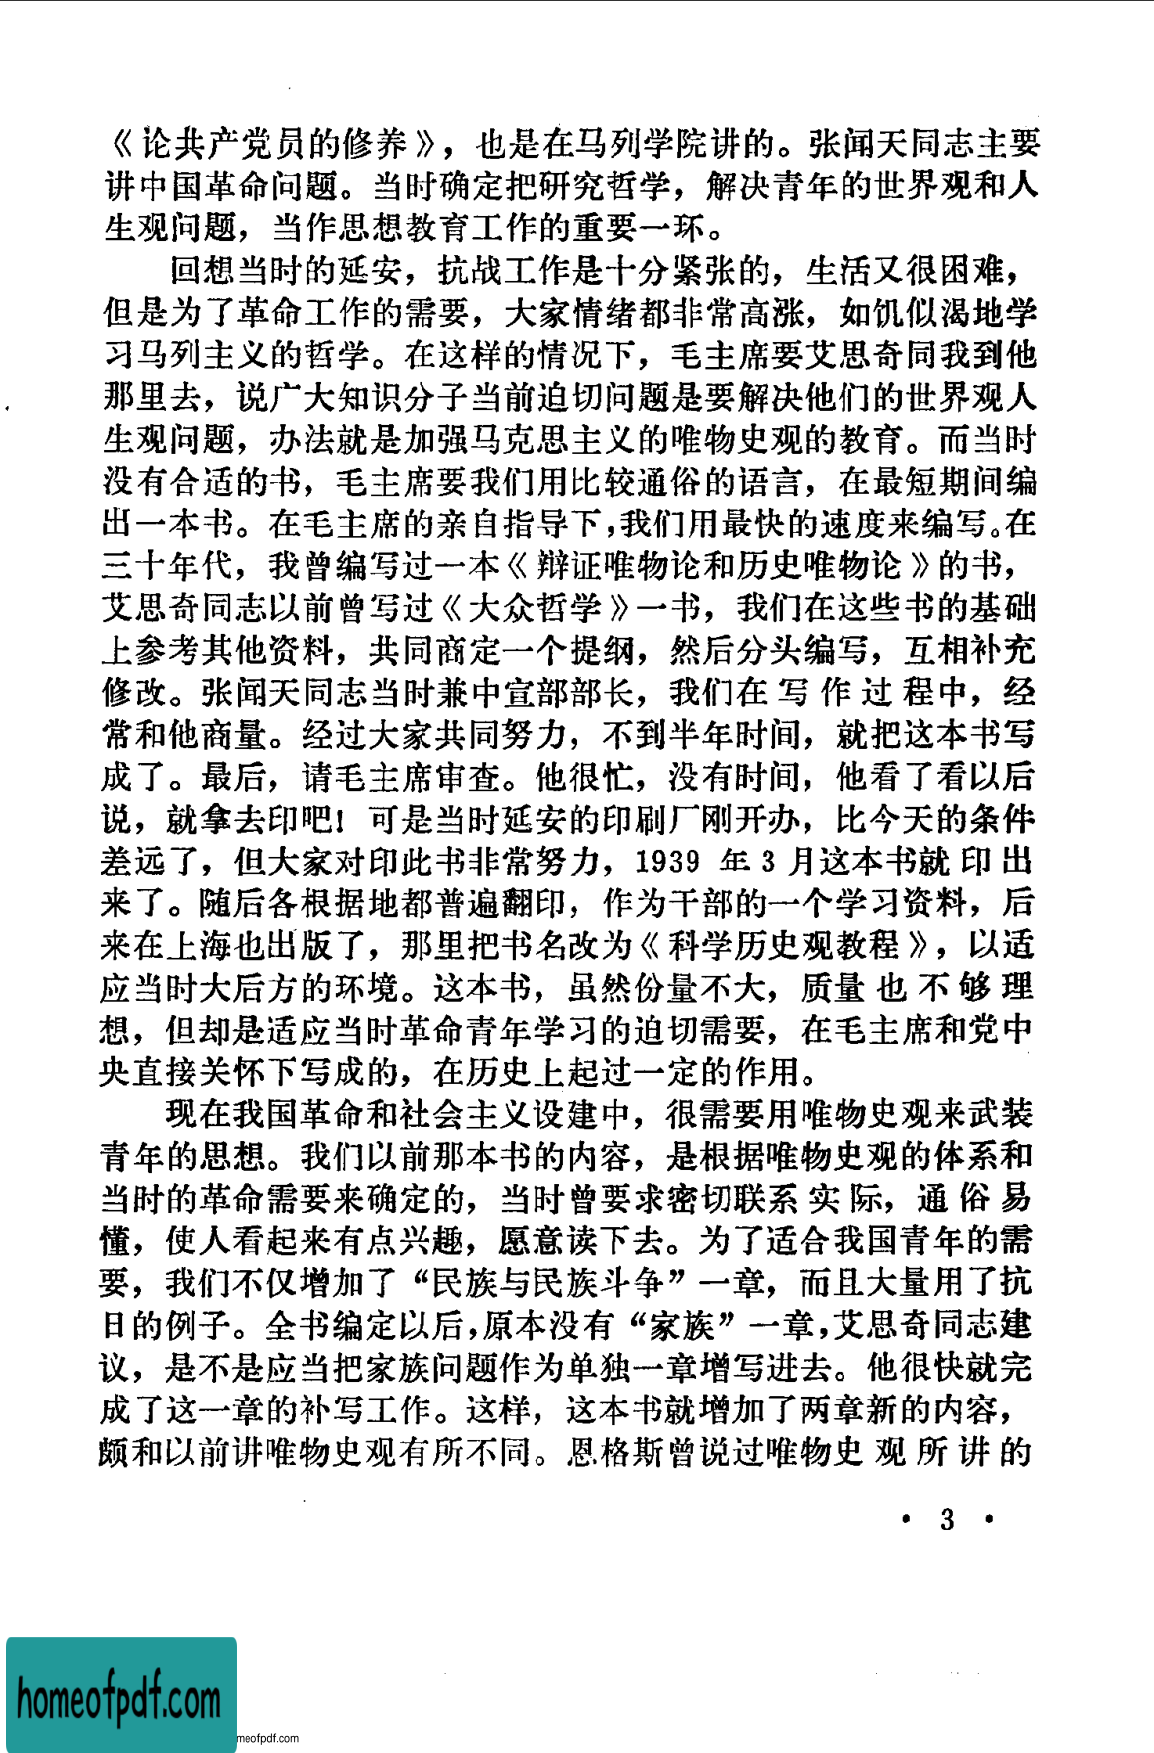 《论共产党员的修养》，也是在马列学院讲的。张闻天同志主要
讲中国革命问题。当时确定把研究哲学，解决青年的世界观和人
生观问题，当作思想教育工作的重要一环。
回想当时的延安，抗战工作是十分紧张的，生活又很困难，
但是为了革命工作的需要，大家情绪都非常高涨，如饥似渴地学
习马列主义的哲学。在这样的情况下，毛主席要艾思奇同我到他
那里去，说广大知识分子当前迫切问题是要解决他们的世界观人
生观问题，办法就是加强马克思主义的唯物史观的教育。而当时
没有合适的书，毛主席要我们用比较通俗的语言，在最短期间编
出一本书。在毛主席的亲自指导下，我们用最快的速度来编写。在
三十年代，我曾编写过一本《辩证唯物论和历史唯物论》的书，
艾思奇同志以前曾写过《大众哲学》一书，我们在这些书的基础
上参考其他资料，共同商定一个提纲，然后分头编写，互相补充
修改。张闻天同志当时兼中宣部部长，我们在写作过程中，经
常和他商量。经过大家共同努力，不到半年时间，就把这本书写
成了。最后，请毛主席审查。他很忙，没有时间，他看了看以后
说，就拿去印吧！可是当时延安的印刷厂刚开办，比今天的条件
差远了，但大家对印此书非常努力，1939 年 3 月这本书就印出
来了。随后各根据地都普遍翻印，作为干部的一个学习资料，后
来在上海也出版了，那里把书名改为《科学历史观教程》，以适
应当时大后方的环境。这本书，虽然份量不大，质量也不够理
想，但却是适应当时革命青年学习的迫切需要，在毛主席和党中
央直接关怀下写成的，在历史上起过一定的作用。
现在我国革命和社会主义设建中，很需要用唯物史观来武装
青年的思想。我们以前那本书的内容，是根据唯物史观的体系和
当时的革命需要来确定的，当时曾要求密切联系实际，通俗易
懂，使人看起来有点兴趣，愿意读下去。为了适合我国青年的需
要，我们不仅增加了“民族与民族斗争”一章，而且大量用了抗
日的例子。全书编定以后，原本没有“家族”一章，艾思奇同志建
议，是不是应当把家族问题作为单独一章增写进去。他很快就完
成了这一章的补写工作。这样，这本书就增加了两章新的内容，
颇和以前讲唯物史观有所不同。恩格斯曾说过唯物史观所讲的
• 3 •
homeofpdf.com
meofpdf.com